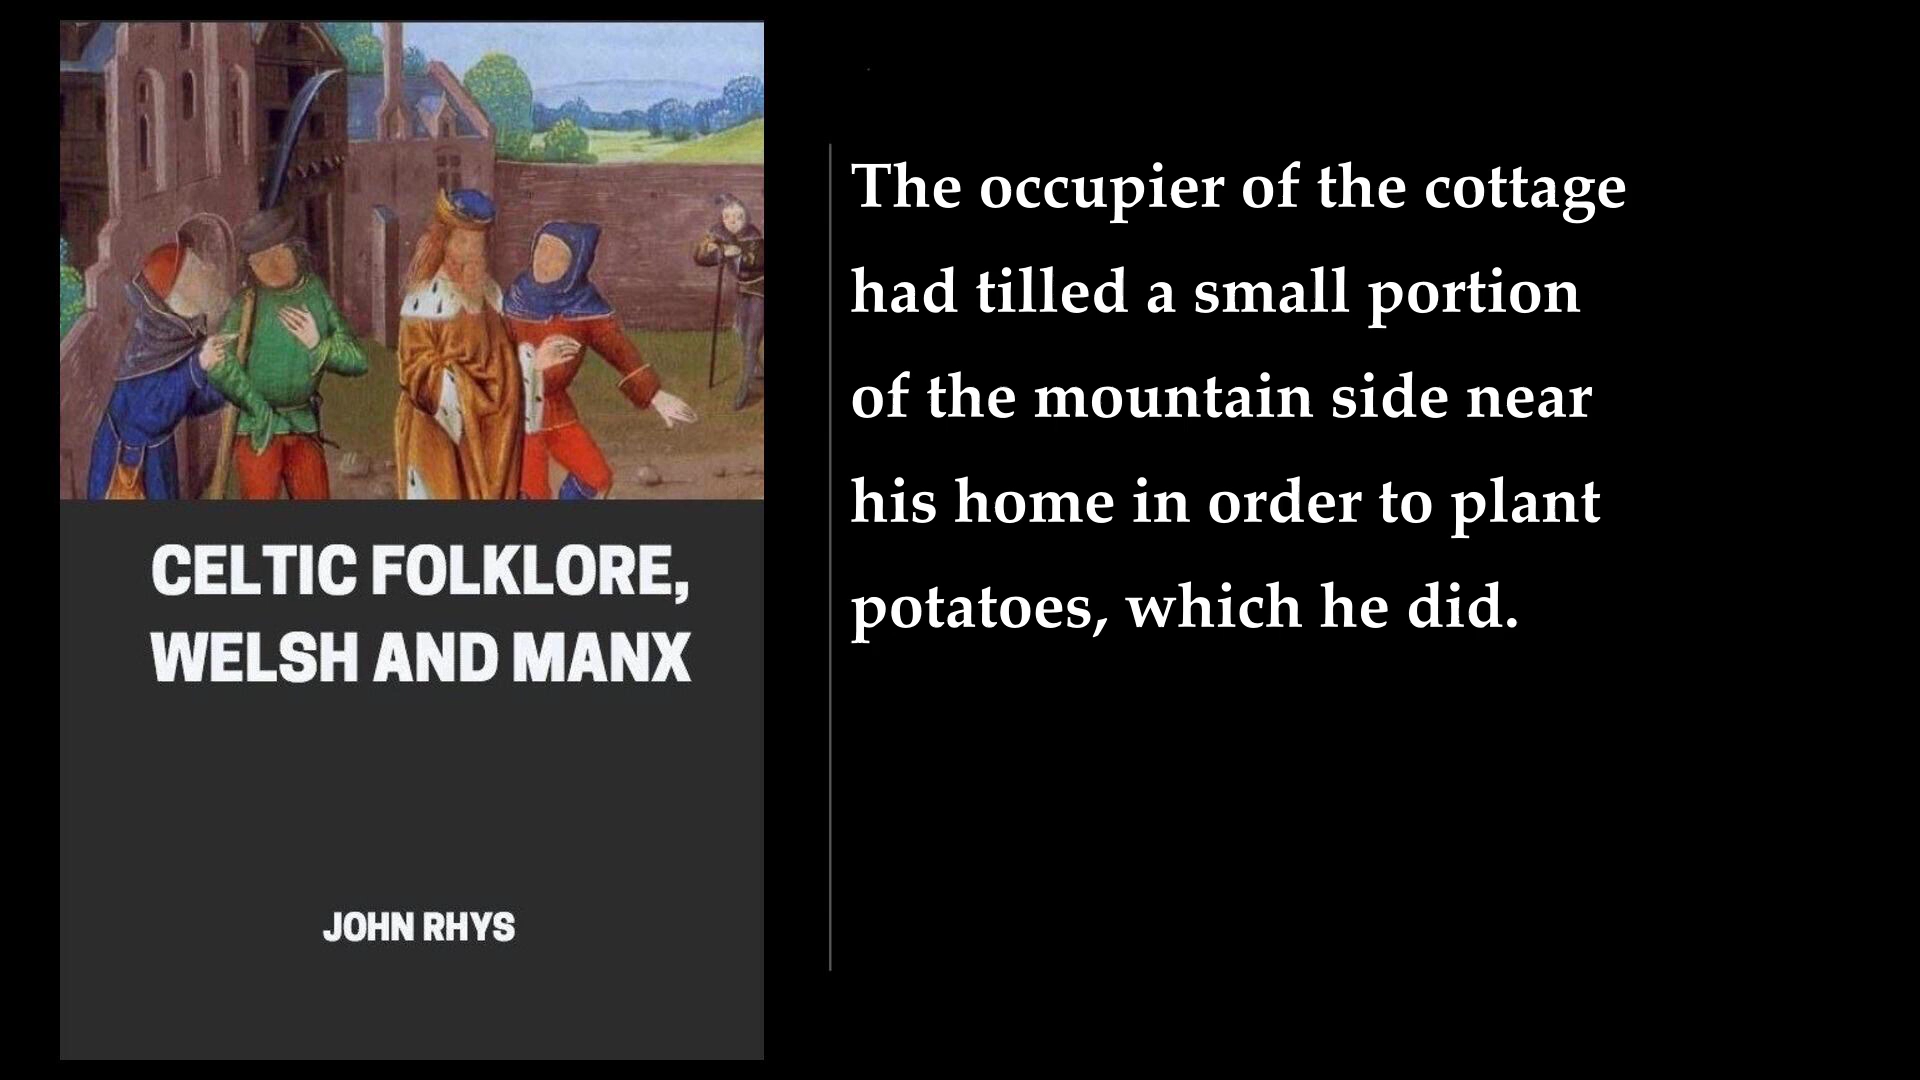 CELTIC FOLKLORE,
WELSH AND MANX
JOHN RHYS
The occupier of the cottage
had tilled a small portion
of the mountain side near
his home in order to plant
potatoes, which he did.